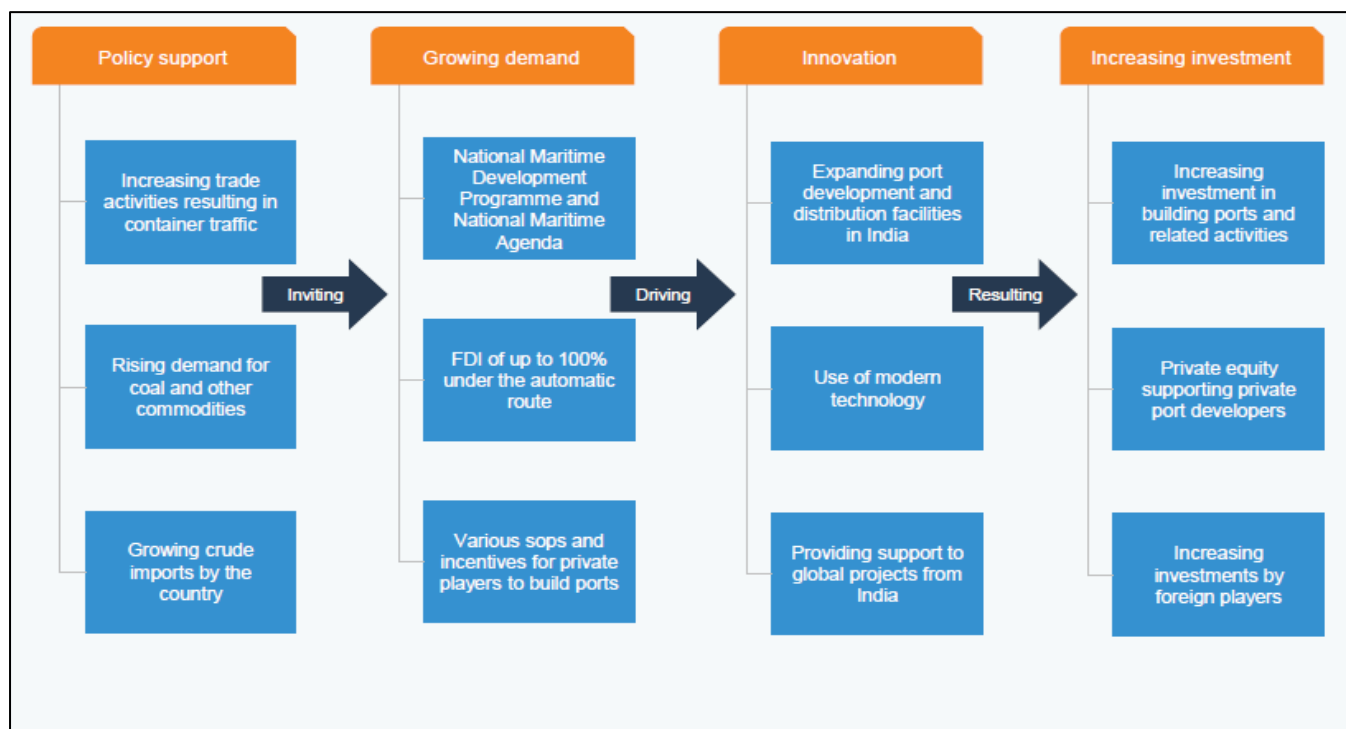 Policy support
Increasing trade
activities resulting in
container traffic
Rising demand for
coal and other
commodities
Growing crude
imports by the
country
Inviting
Growing demand
National Maritime
Development
Programme and
National Maritime
Agenda
FDI of up to 100%
under the automatic
route
Various sops and
incentives for private
players to build ports
Driving
Innovation
Expanding port
development and
distribution facilities
in India
Use of modern
technology
Providing support to
global projects from
India
Resulting
Increasing investment
Increasing
investment in
building ports and
related activities
Private equity
supporting private
port developers
Increasing
investments by
foreign players